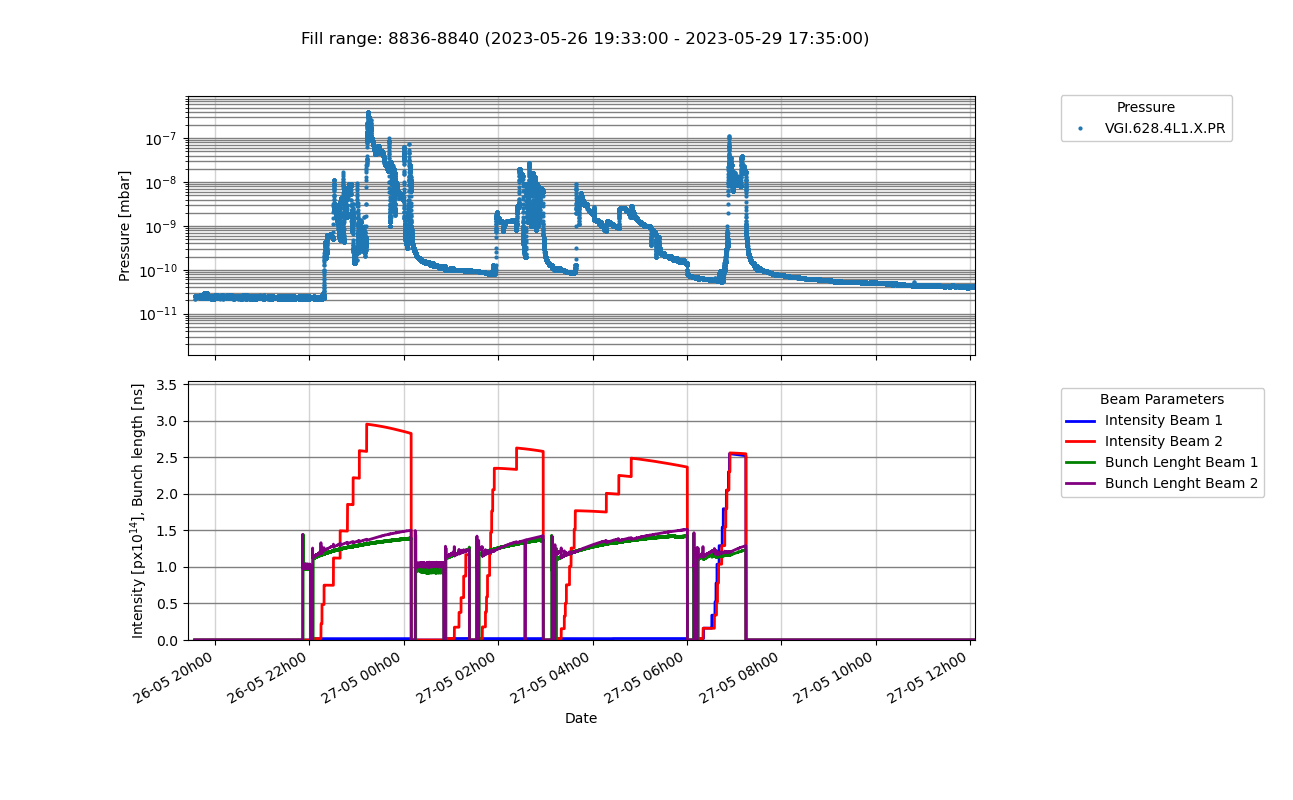 Fill range: 8836-8840 (2023-05-26 19:33:00 - 2023-05-29 17:35:00)
Pressure [mbar]
10⁻⁷
10⁻⁸
10⁻⁹
10⁻¹⁰
10⁻¹¹
Pressure
VGI.628.4L1.X.PR
Intensity [px10¹⁴], Bunch length [ns]
3.5
3.0
2.5
2.0
1.5
1.0
0.5
0.0
Beam Parameters
Intensity Beam 1
Intensity Beam 2
Bunch Lenght Beam 1
Bunch Lenght Beam 2
26-05 20h00
26-05 22h00
27-05 00h00
27-05 02h00
27-05 04h00
27-05 06h00
27-05 08h00
27-05 10h00
27-05 12h00
Date